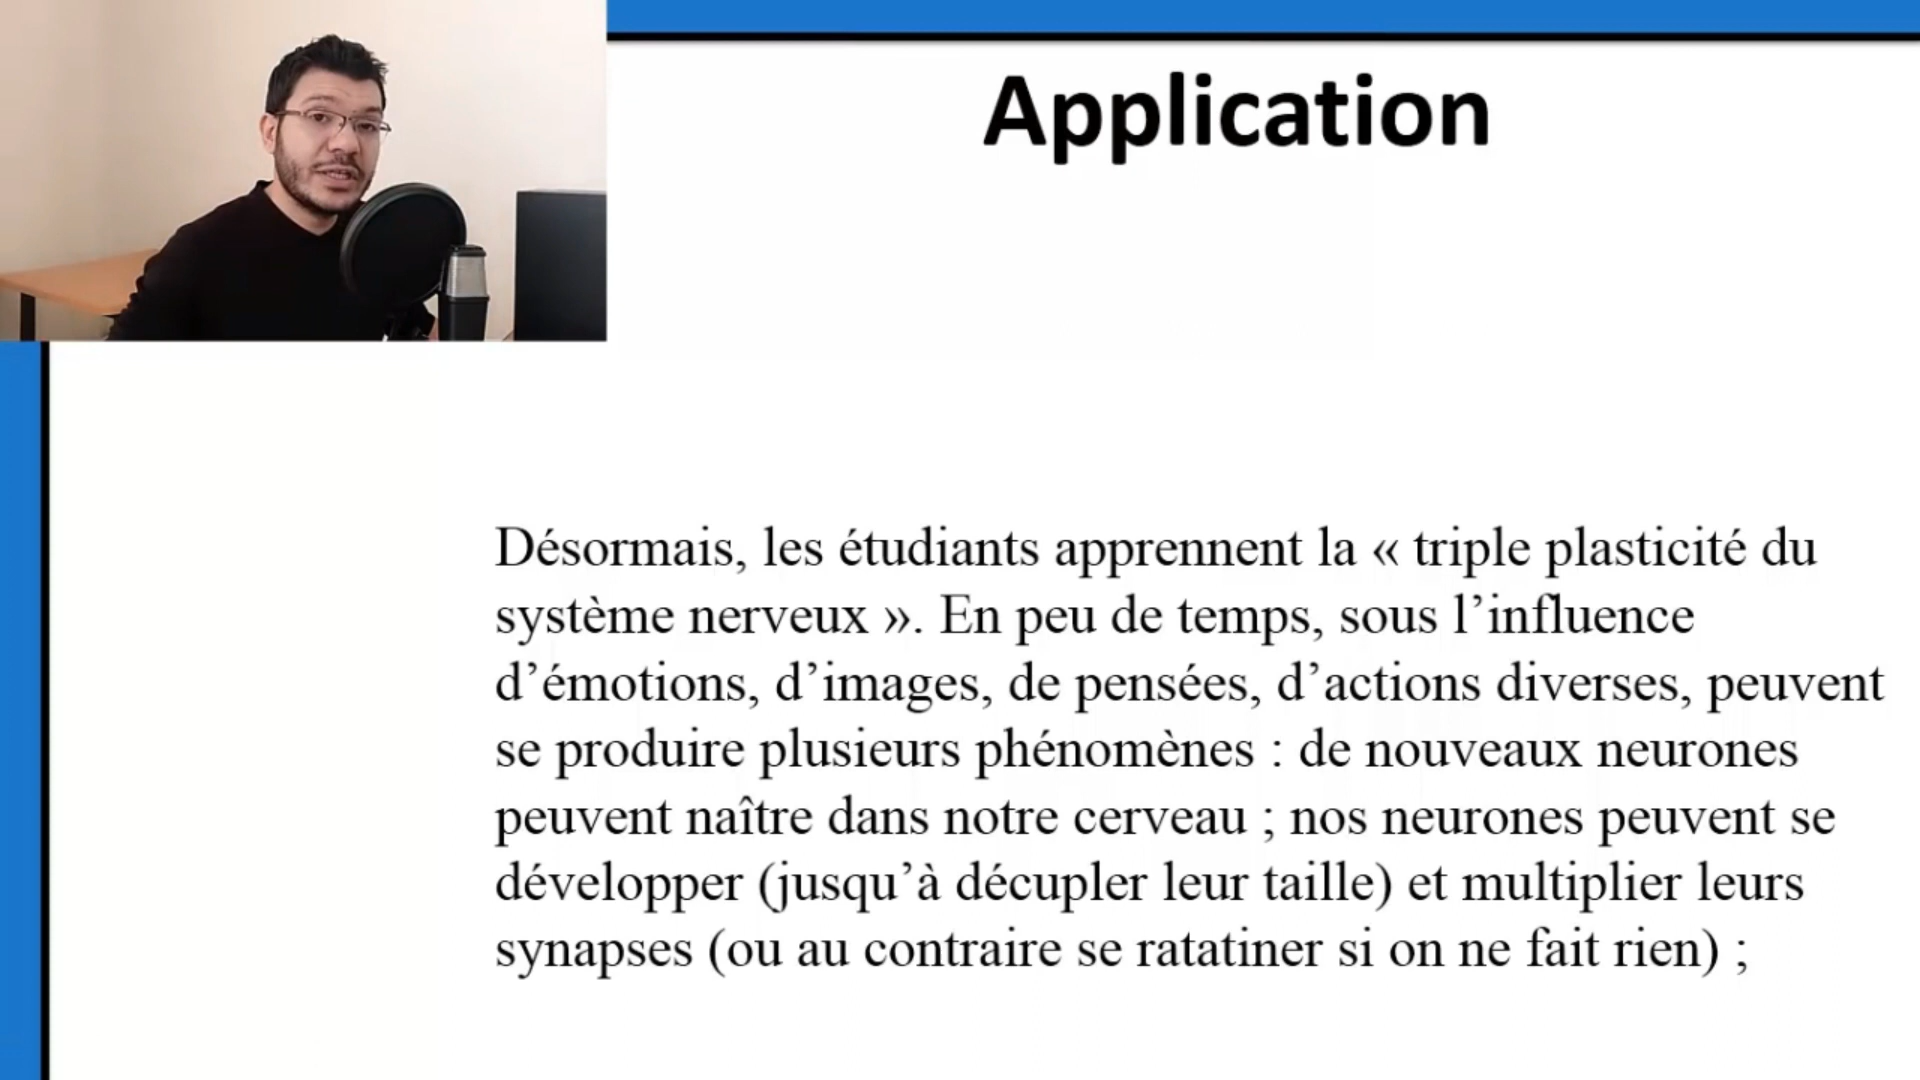 Application
Désormais, les étudiants apprennent la « triple plasticité du
système nerveux ». En peu de temps, sous l’influence
d’émotions, d’images, de pensées, d’actions diverses, peuvent
se produire plusieurs phénomènes : de nouveaux neurones
peuvent naître dans notre cerveau ; nos neurones peuvent se
développer (jusqu’à décupler leur taille) et multiplier leurs
synapses (ou au contraire se ratatiner si on ne fait rien) ;